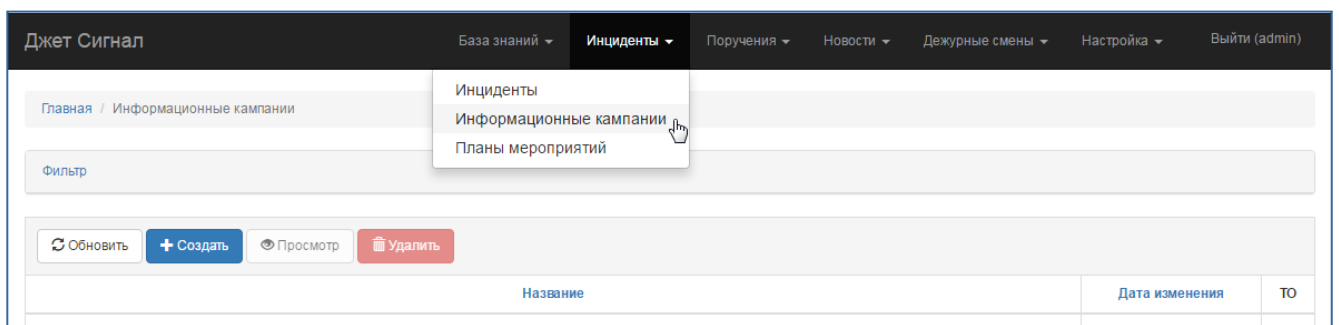 Джет Сигнал База знаний Инциденты Поручения Новости Дежурные смены Настройка Выйти (admin)
Инциденты
Главная / Информационные кампании Информационные кампании
Планы мероприятий
Фильтр
Обновить Создать Просмотр Удалить
Название Дата изменения ТО